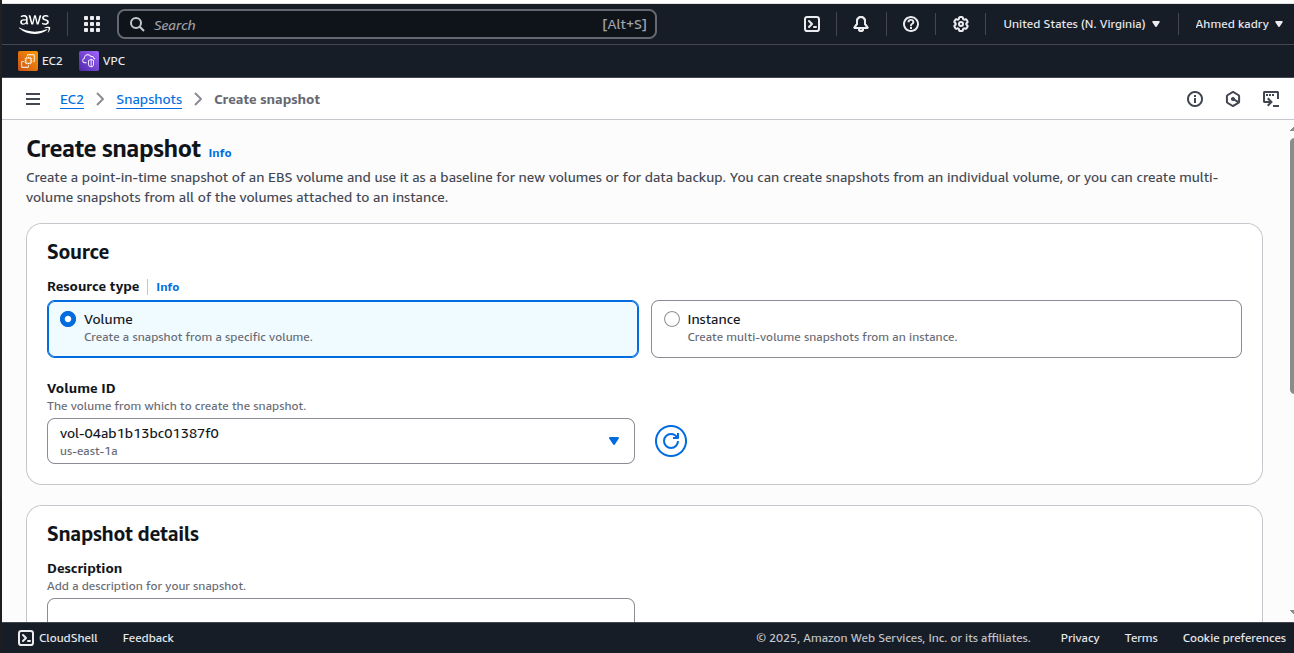 aws
Search [Alt+S]
United States (N. Virginia)
Ahmed kadry
EC2
VPC
EC2 > Snapshots > Create snapshot
Create snapshot Info
Create a point-in-time snapshot of an EBS volume and use it as a baseline for new volumes or for data backup. You can create snapshots from an individual volume, or you can create multi-
volume snapshots from all of the volumes attached to an instance.
Source
Resource type Info
Volume
Create a snapshot from a specific volume.
Instance
Create multi-volume snapshots from an instance.
Volume ID
The volume from which to create the snapshot.
vol-04ab1b13bc01387f0
us-east-1a
Snapshot details
Description
Add a description for your snapshot.
CloudShell Feedback © 2025, Amazon Web Services, Inc. or its affiliates. Privacy Terms Cookie preferences